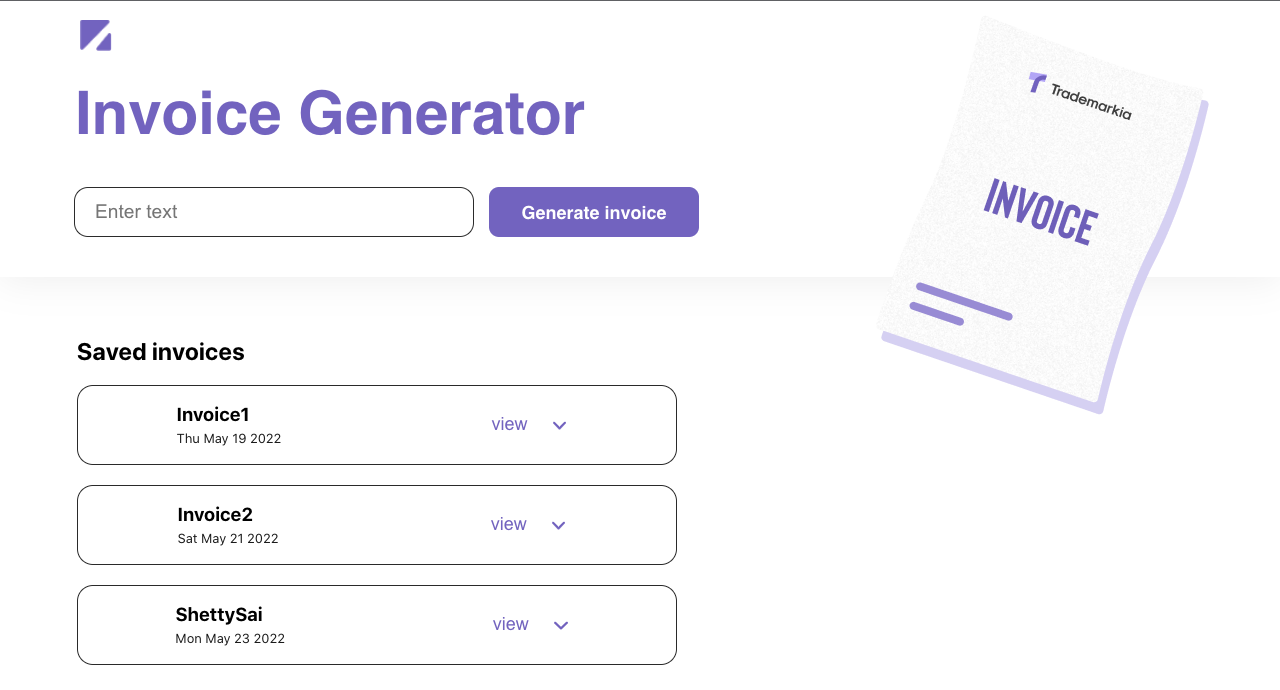 Invoice Generator
Enter text
Generate invoice
Trademarkia
INVOICE
Saved invoices
Invoice1
Thu May 19 2022
view
Invoice2
Sat May 21 2022
view
ShettySai
Mon May 23 2022
view